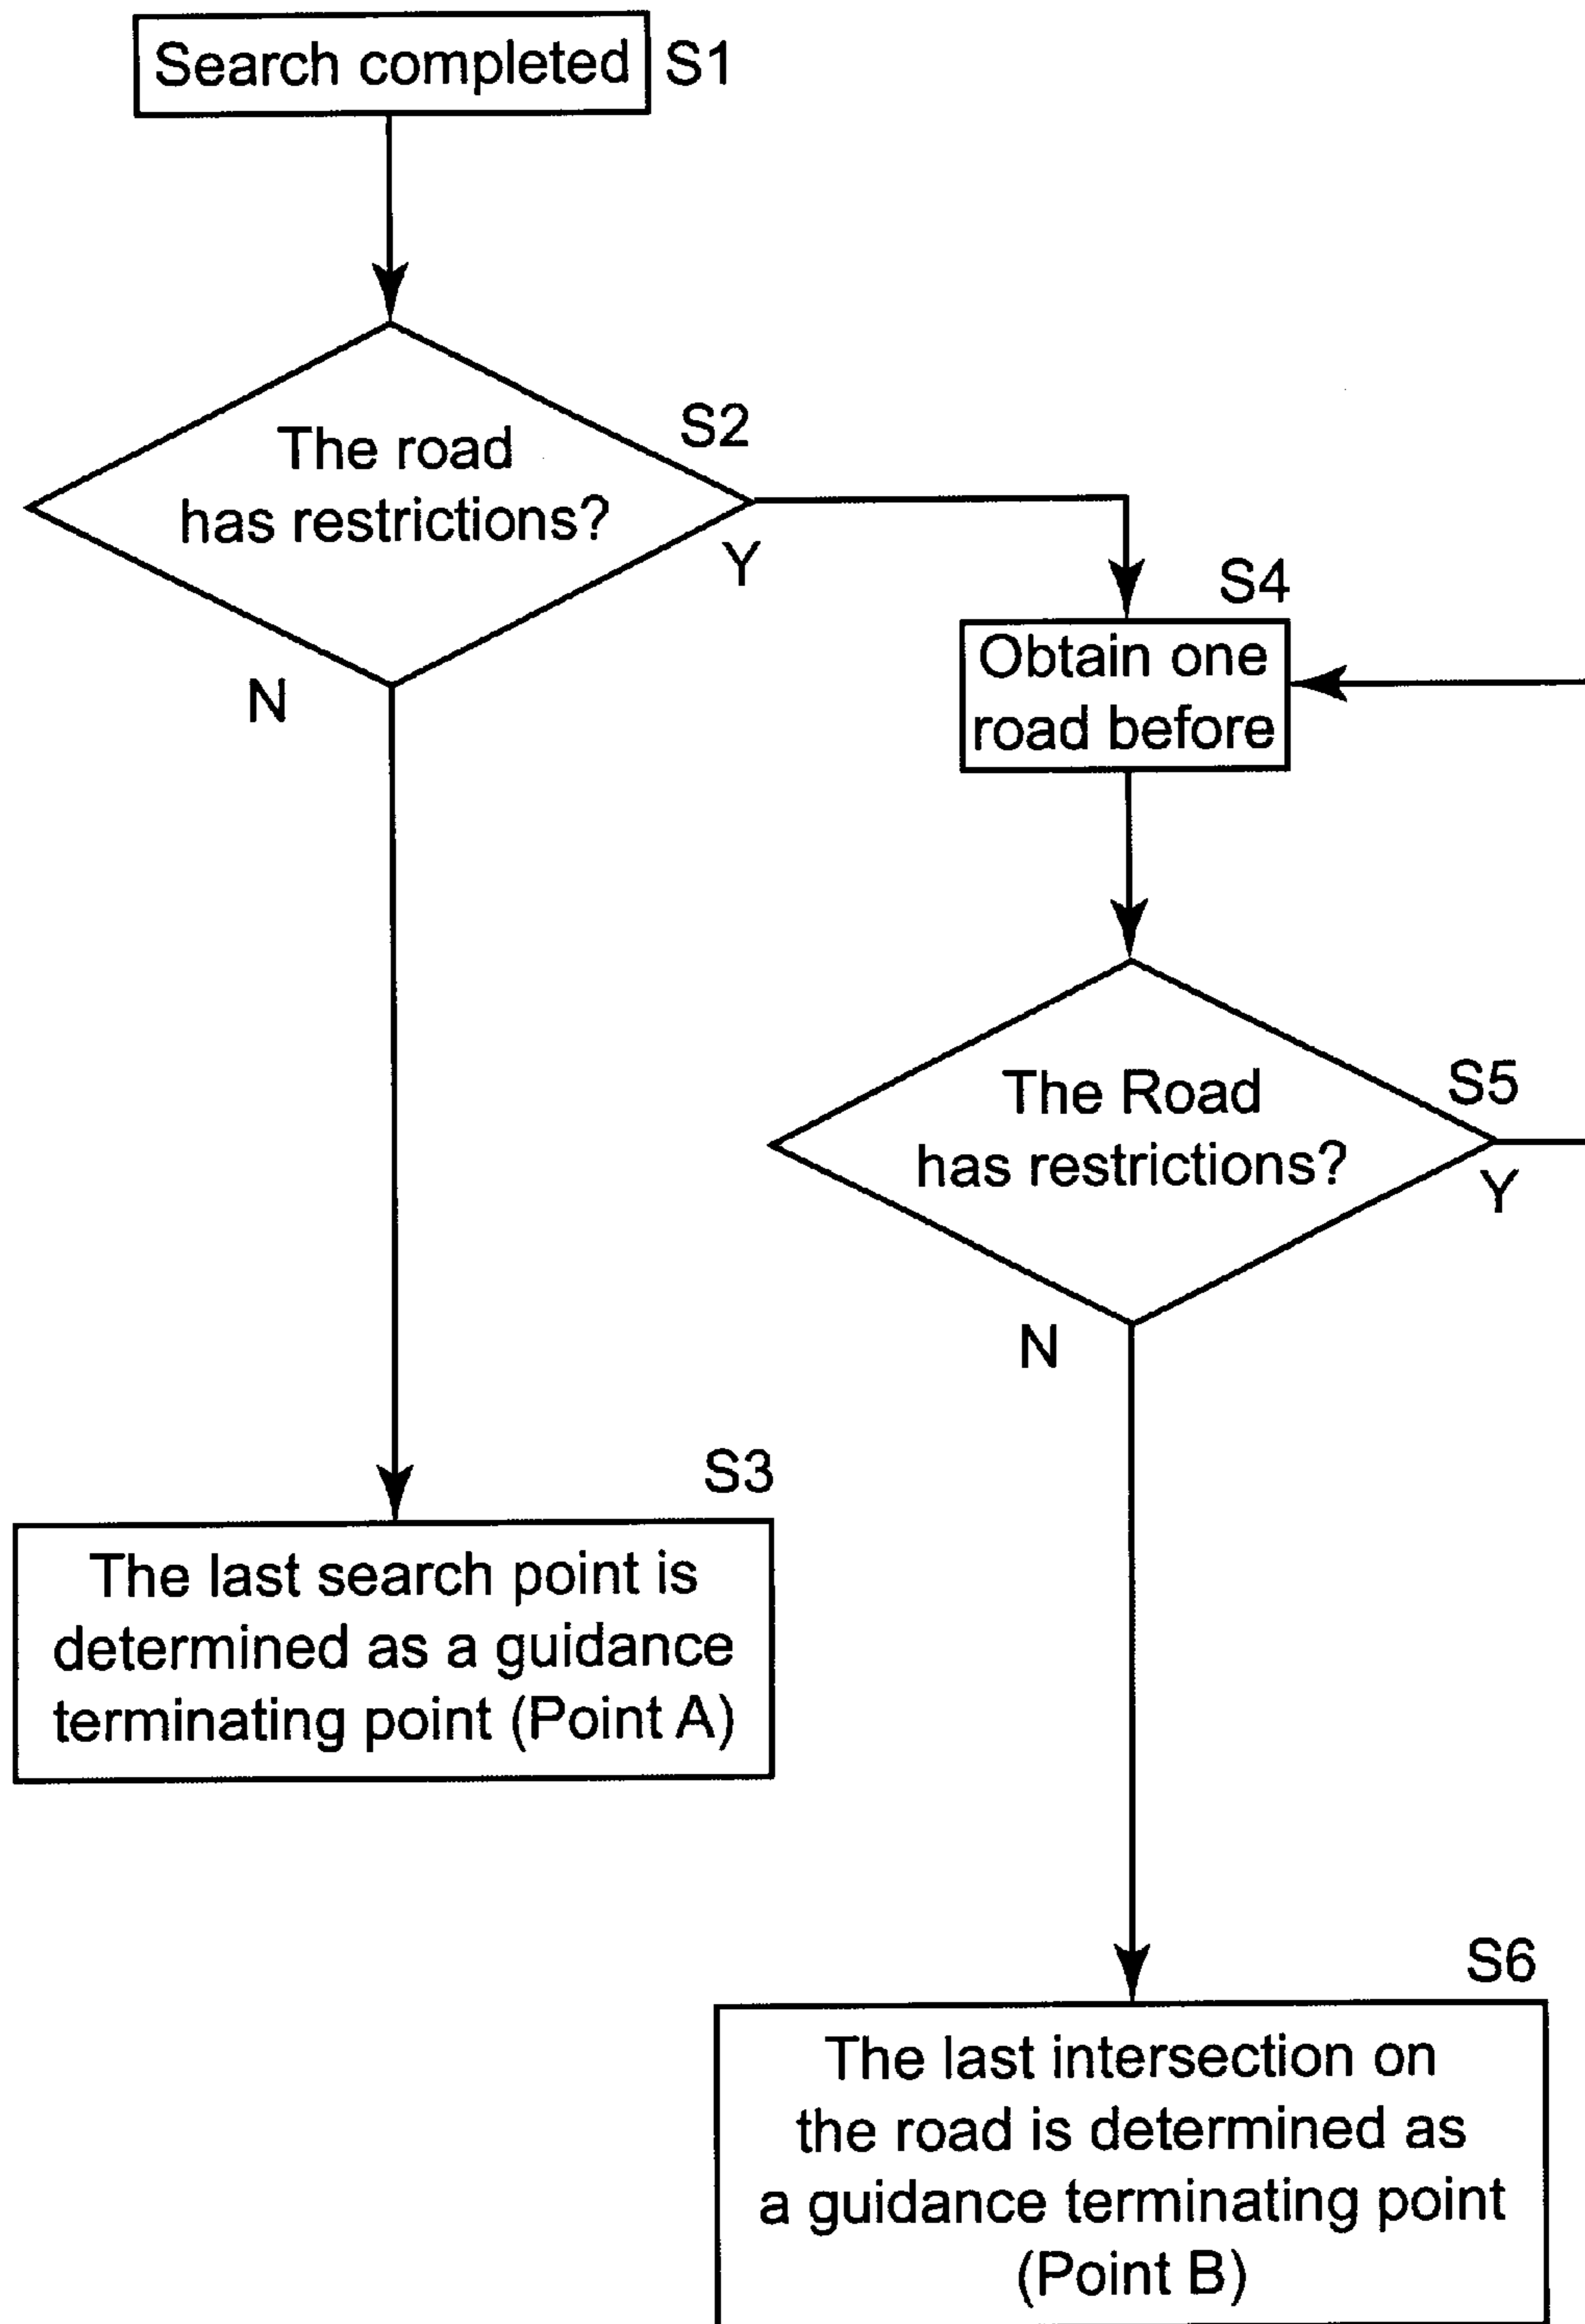 Search completed S1
The road
has restrictions?
S2
Y
N
S4
Obtain one
road before
The Road
has restrictions?
S5
Y
N
S3
The last search point is
determined as a guidance
terminating point (Point A)
S6
The last intersection on
the road is determined as
a guidance terminating point
(Point B)